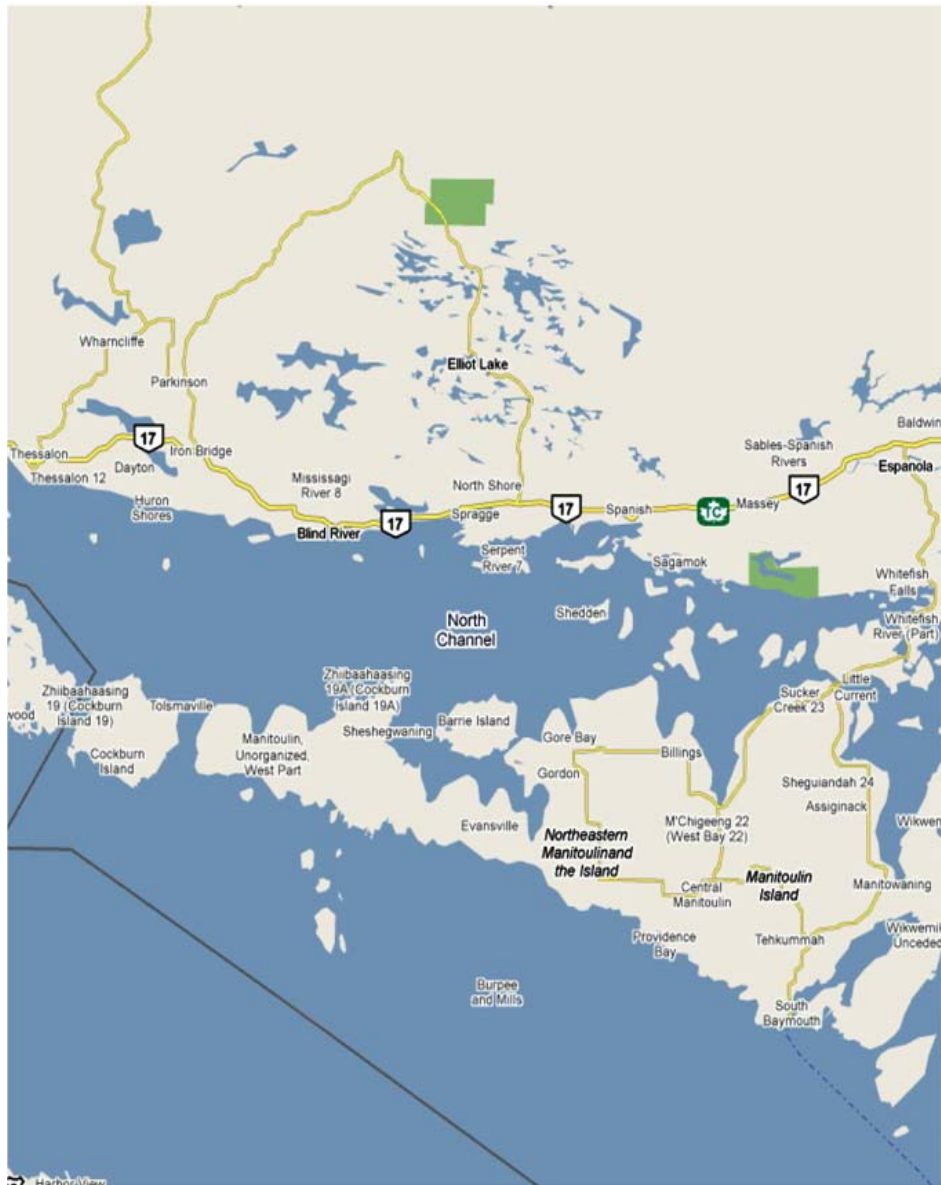 Wharncliffe
Parkinson
Elliot Lake
Baldwin
17
Iron Bridge
Thessalon
Dayton
Thessalon 12
Sables-Spanish
Rivers
Espanola
17
Mississagi
River 8
North Shore
Huron
Shores
Massey
TC
17
Spanish
17
Spragge
Blind River
Serpent
River 7
Sagamok
Whitefish
Falls
Shedden
North
Channel
Whitefish
River (Part)
Zhiibaahaasing
19A (Cockburn
Island 19A)
Little
Current
Zhiibaahaasing
19 (Cockburn
Island 19)
Tolsmaville
Sucker
Creek 23
wood
Barrie Island
Sheshegwaning
Gore Bay
Manitoulin,
Unorganized,
West Part
Billings
Cockburn
Island
Gordon
Sheguiandah 24
Assiginack
Evansville
M'Chigeeng 22
(West Bay 22)
Wikwem
Northeastern
Manitoulinand
the Island
Manitoulin
Island
Manitowaning
Central
Manitoulin
Providence
Bay
Tehkummah
Wikwemik
Unceded
Burpee
and Mills
South
Baymouth
Harbor View